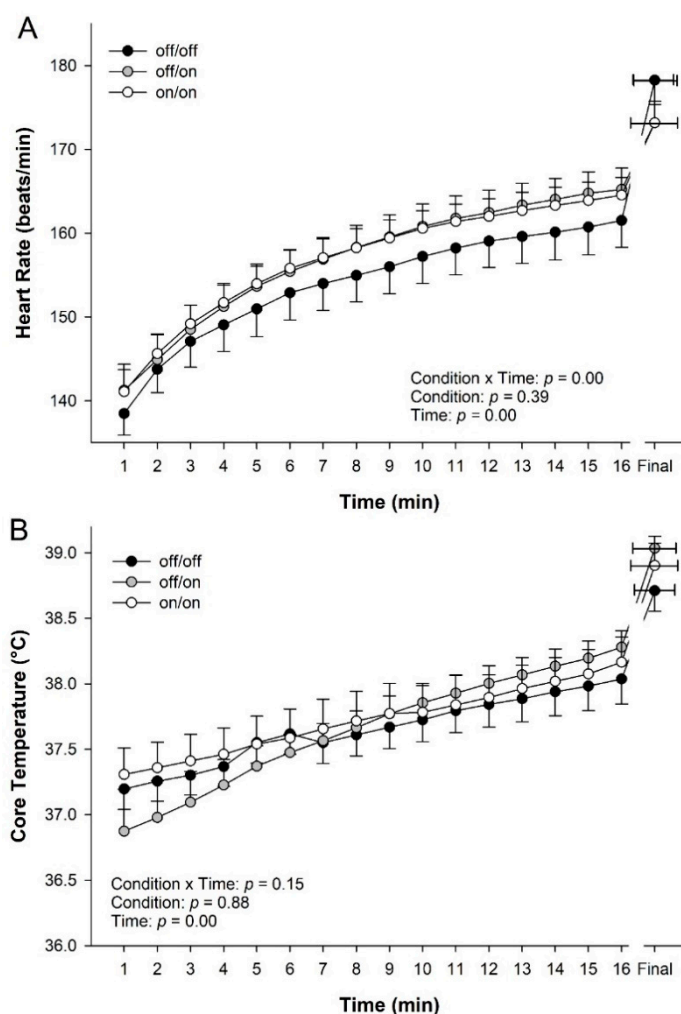 A
off/off
off/on
on/on
180
170
160
150
140
Heart Rate (beats/min)
Condition x Time: p = 0.00
Condition: p = 0.39
Time: p = 0.00
1 2 3 4 5 6 7 8 9 10 11 12 13 14 15 16 Final
Time (min)
B
off/off
off/on
on/on
39.0
38.5
38.0
37.5
37.0
36.5
36.0
Core Temperature (°C)
Condition x Time: p = 0.15
Condition: p = 0.88
Time: p = 0.00
1 2 3 4 5 6 7 8 9 10 11 12 13 14 15 16 Final
Time (min)